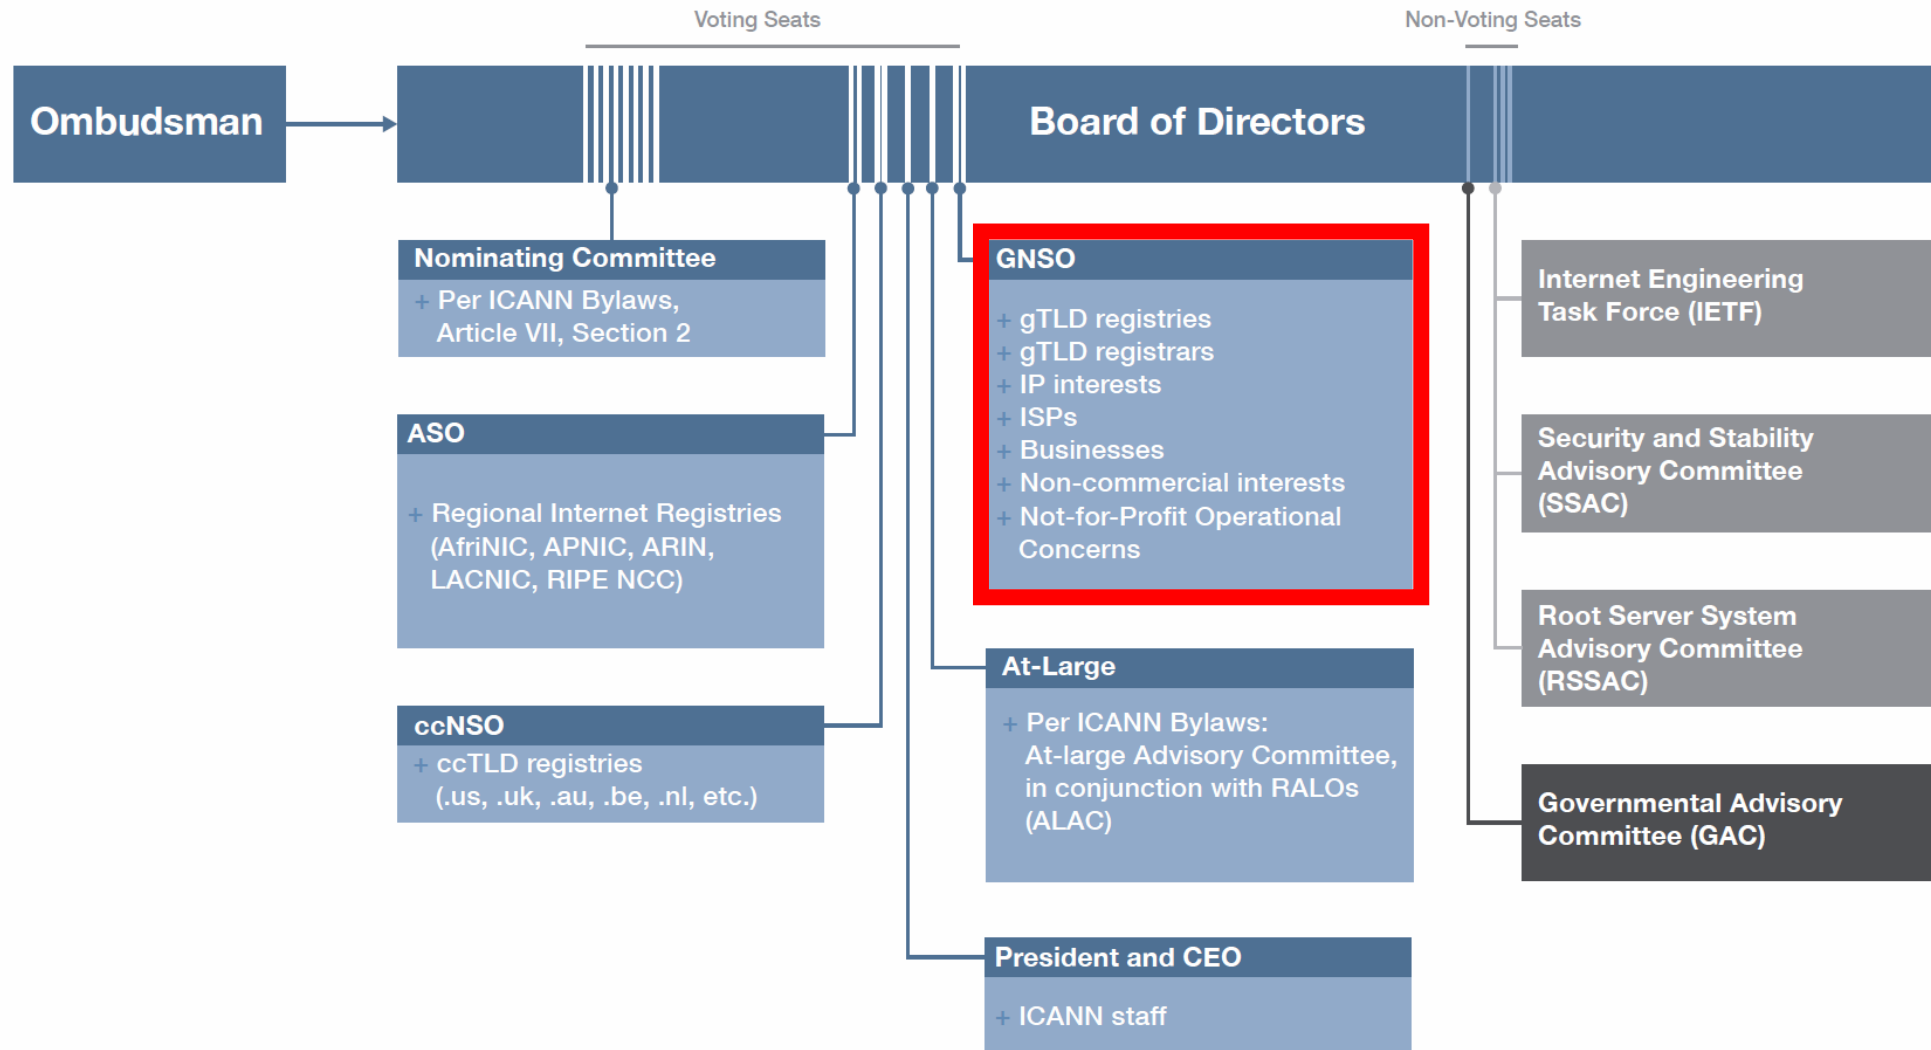 Voting Seats
Non-Voting Seats
Ombudsman
Board of Directors
Nominating Committee
+ Per ICANN Bylaws,
Article VII, Section 2
ASO
+ Regional Internet Registries
(AfriNIC, APNIC, ARIN,
LACNIC, RIPE NCC)
ccNSO
+ ccTLD registries
(.us, .uk, .au, .be, .nl, etc.)
GNSO
+ gTLD registries
+ gTLD registrars
+ IP interests
+ ISPs
+ Businesses
+ Non-commercial interests
+ Not-for-Profit Operational
Concerns
At-Large
+ Per ICANN Bylaws:
At-large Advisory Committee,
in conjunction with RALOs
(ALAC)
President and CEO
+ ICANN staff
Internet Engineering
Task Force (IETF)
Security and Stability
Advisory Committee
(SSAC)
Root Server System
Advisory Committee
(RSSAC)
Governmental Advisory
Committee (GAC)